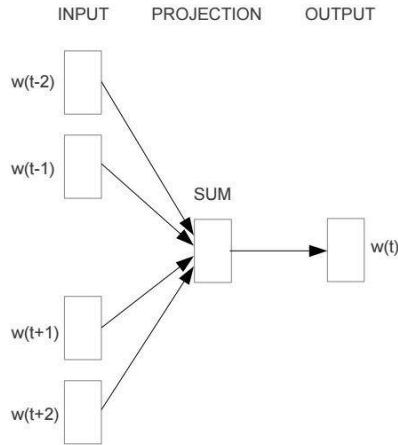 INPUT PROJECTION OUTPUT
w(t-2)
w(t-1)
SUM
w(t)
w(t+1)
w(t+2)